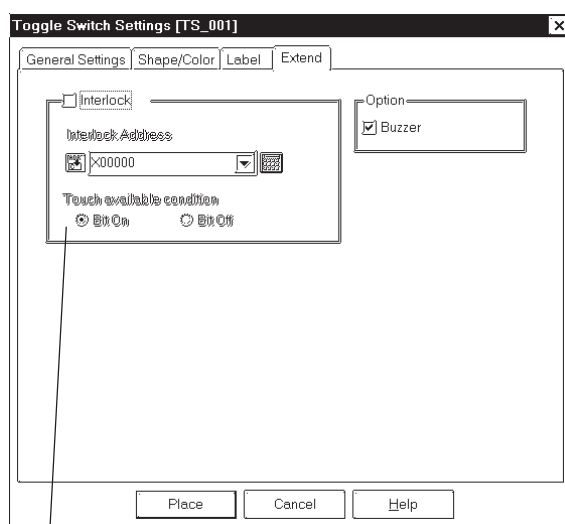 Toggle Switch Settings [TS_001]
General Settings Shape/Color Label Extend
Interlock
Interlock Address
X00000
Touch available condition
Bit On Bit Off
Option
Buzzer
Place Cancel Help